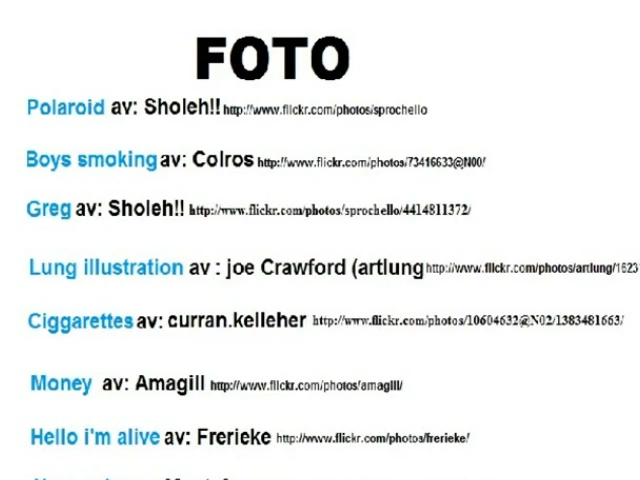 FOTO
Polaroid av: Sholeh!! http://www.flickr.com/photos/sprochello
Boys smoking av: Colros http://www.flickr.com/photos/73416633@N00/
Greg av: Sholeh!! http://www.flickr.com/photos/sprochello/4414811372/
Lung illustration av : joe Crawford (artlung http://www.flickr.com/photos/artlung/1623
Ciggarettes av: curran.kelleher http://www.flickr.com/photos/10604632@N02/1383481663/
Money av: Amagill http://www.flickr.com/photos/amagill/
Hello i'm alive av: Frerieke http://www.flickr.com/photos/frerieke/